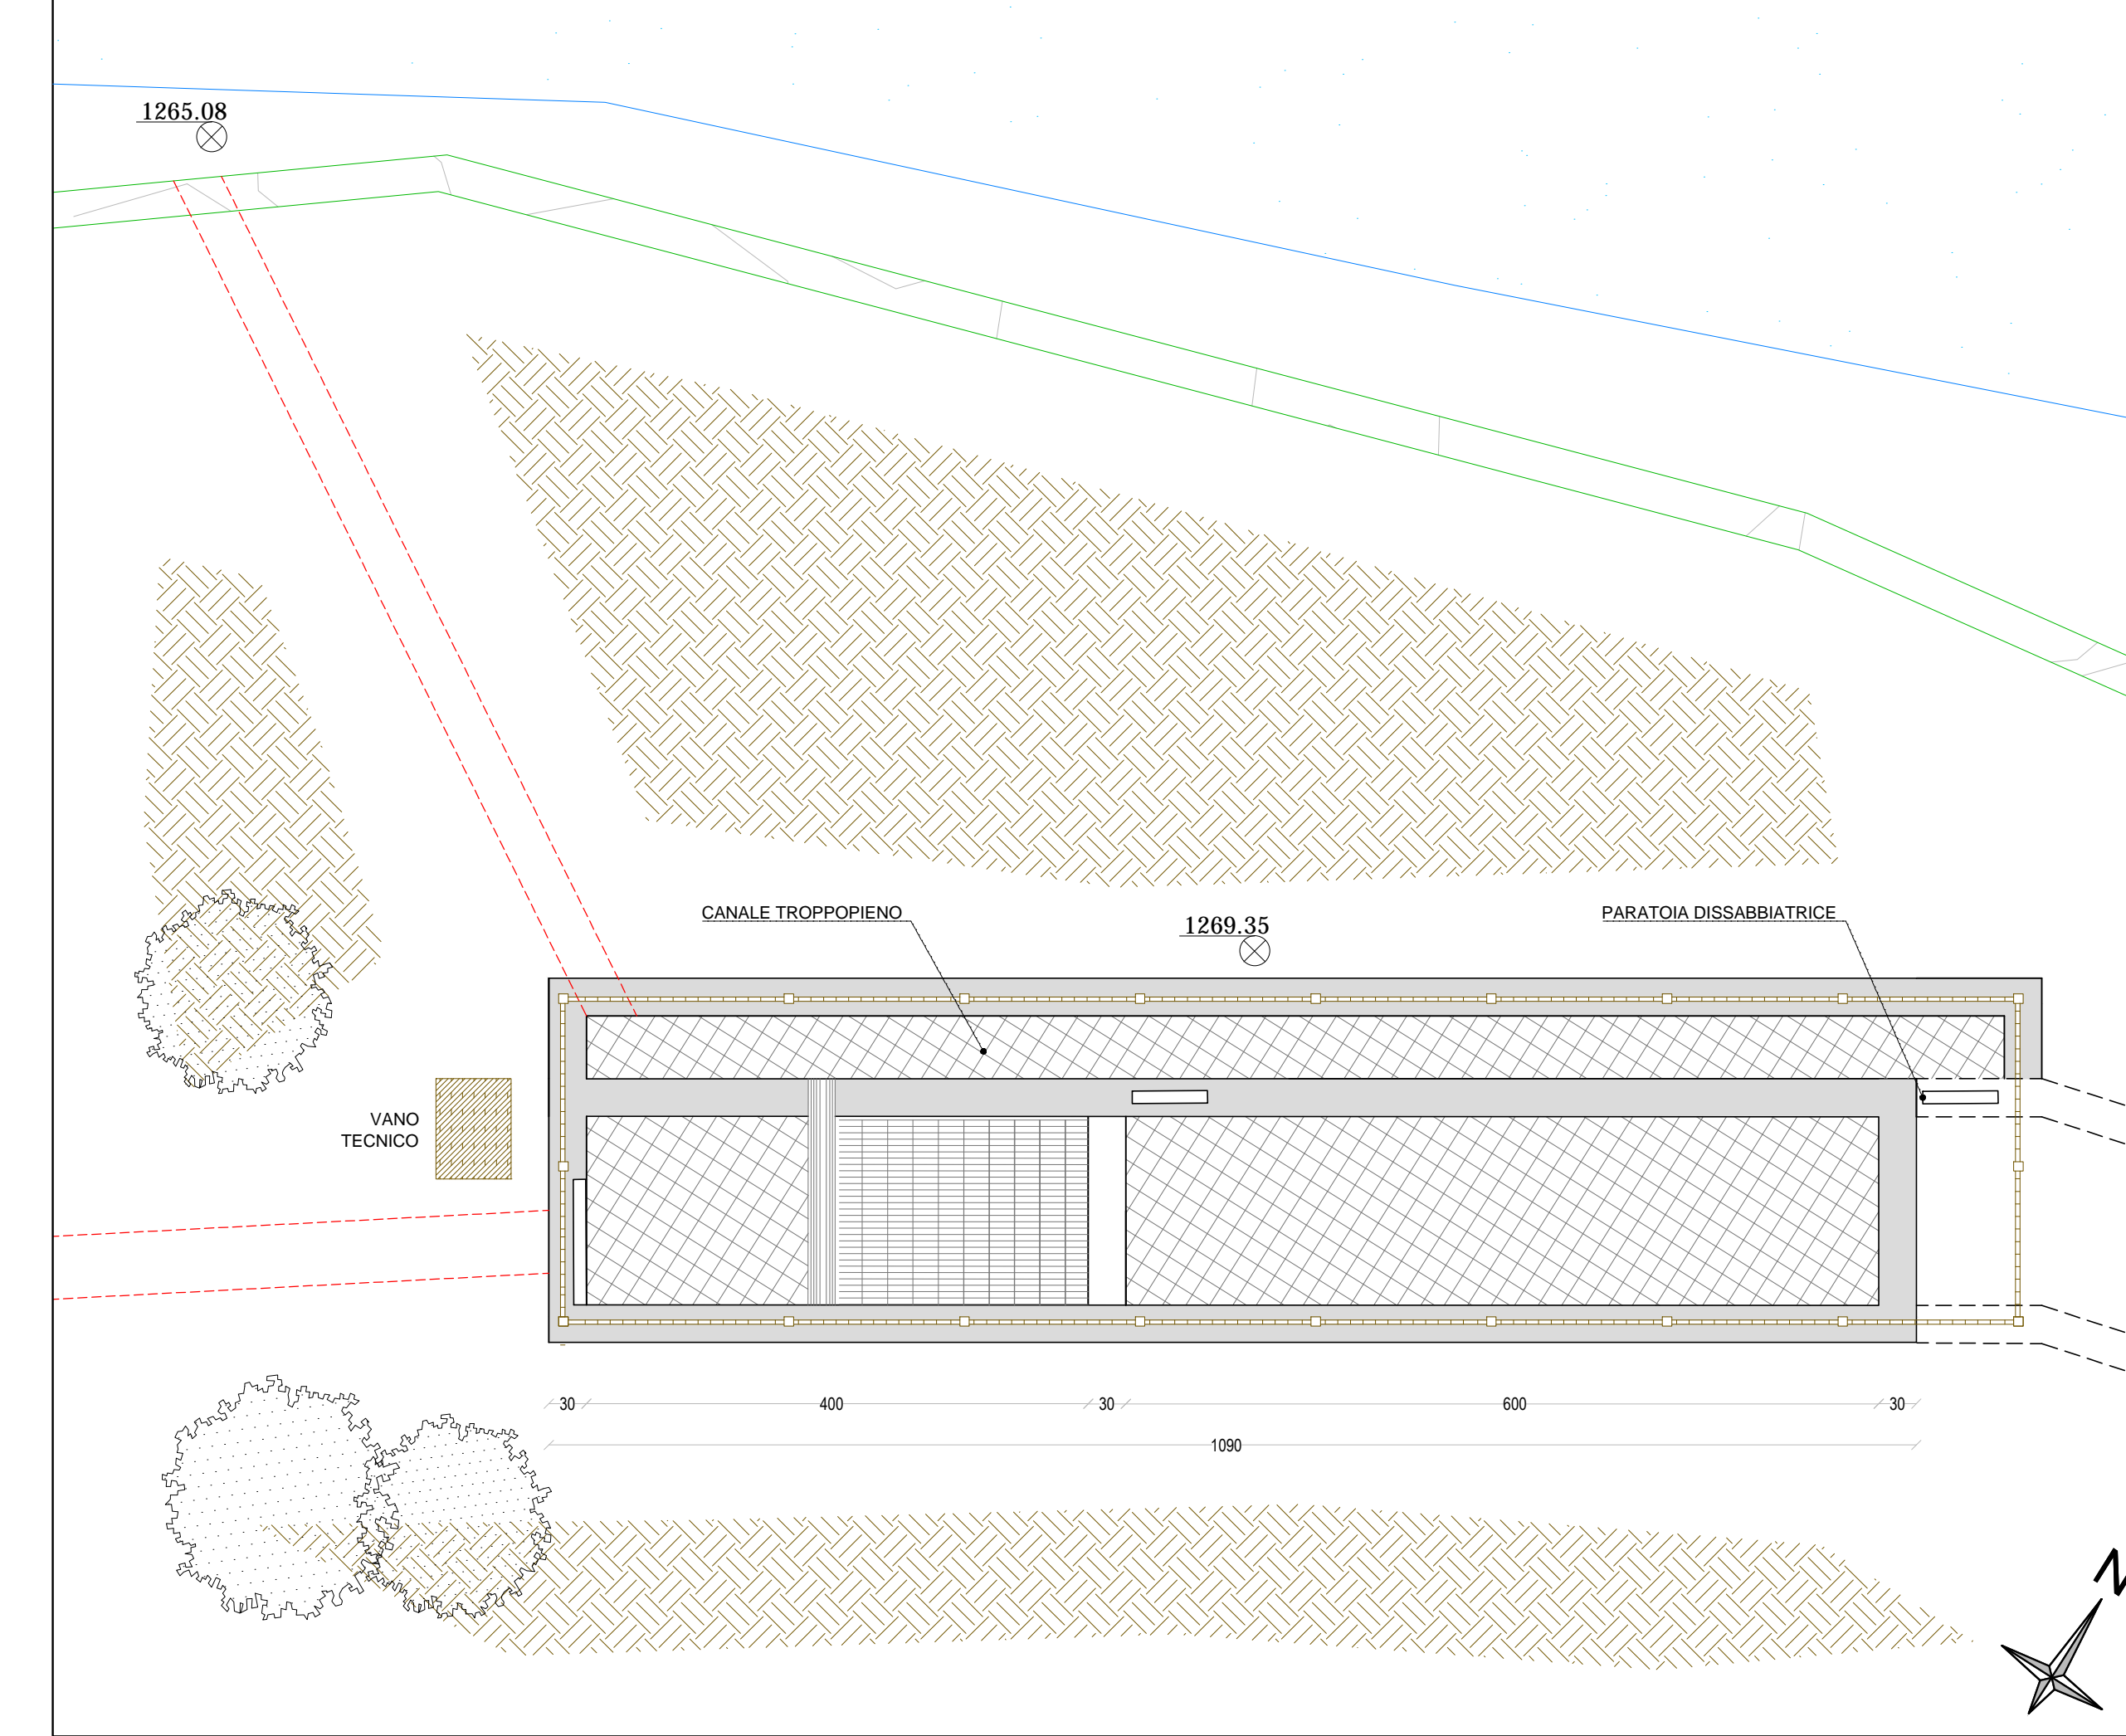 1265.08
CANALE TROPPOPIENO
1269.35
PARATOIA DISSABBIATRICE
VANO
TECNICO
30 400 30 600 30
1090
N